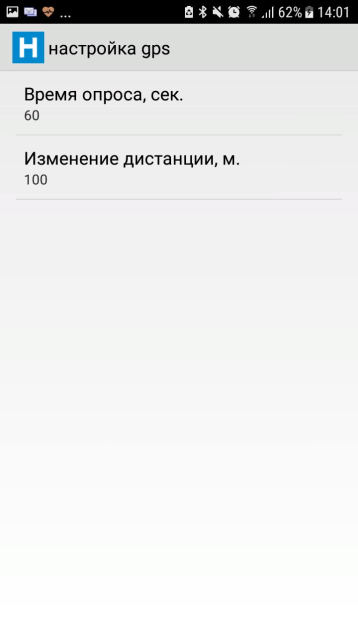 ... 62% 14:01
H настройка gps
Время опроса, сек.
60
Изменение дистанции, м.
100